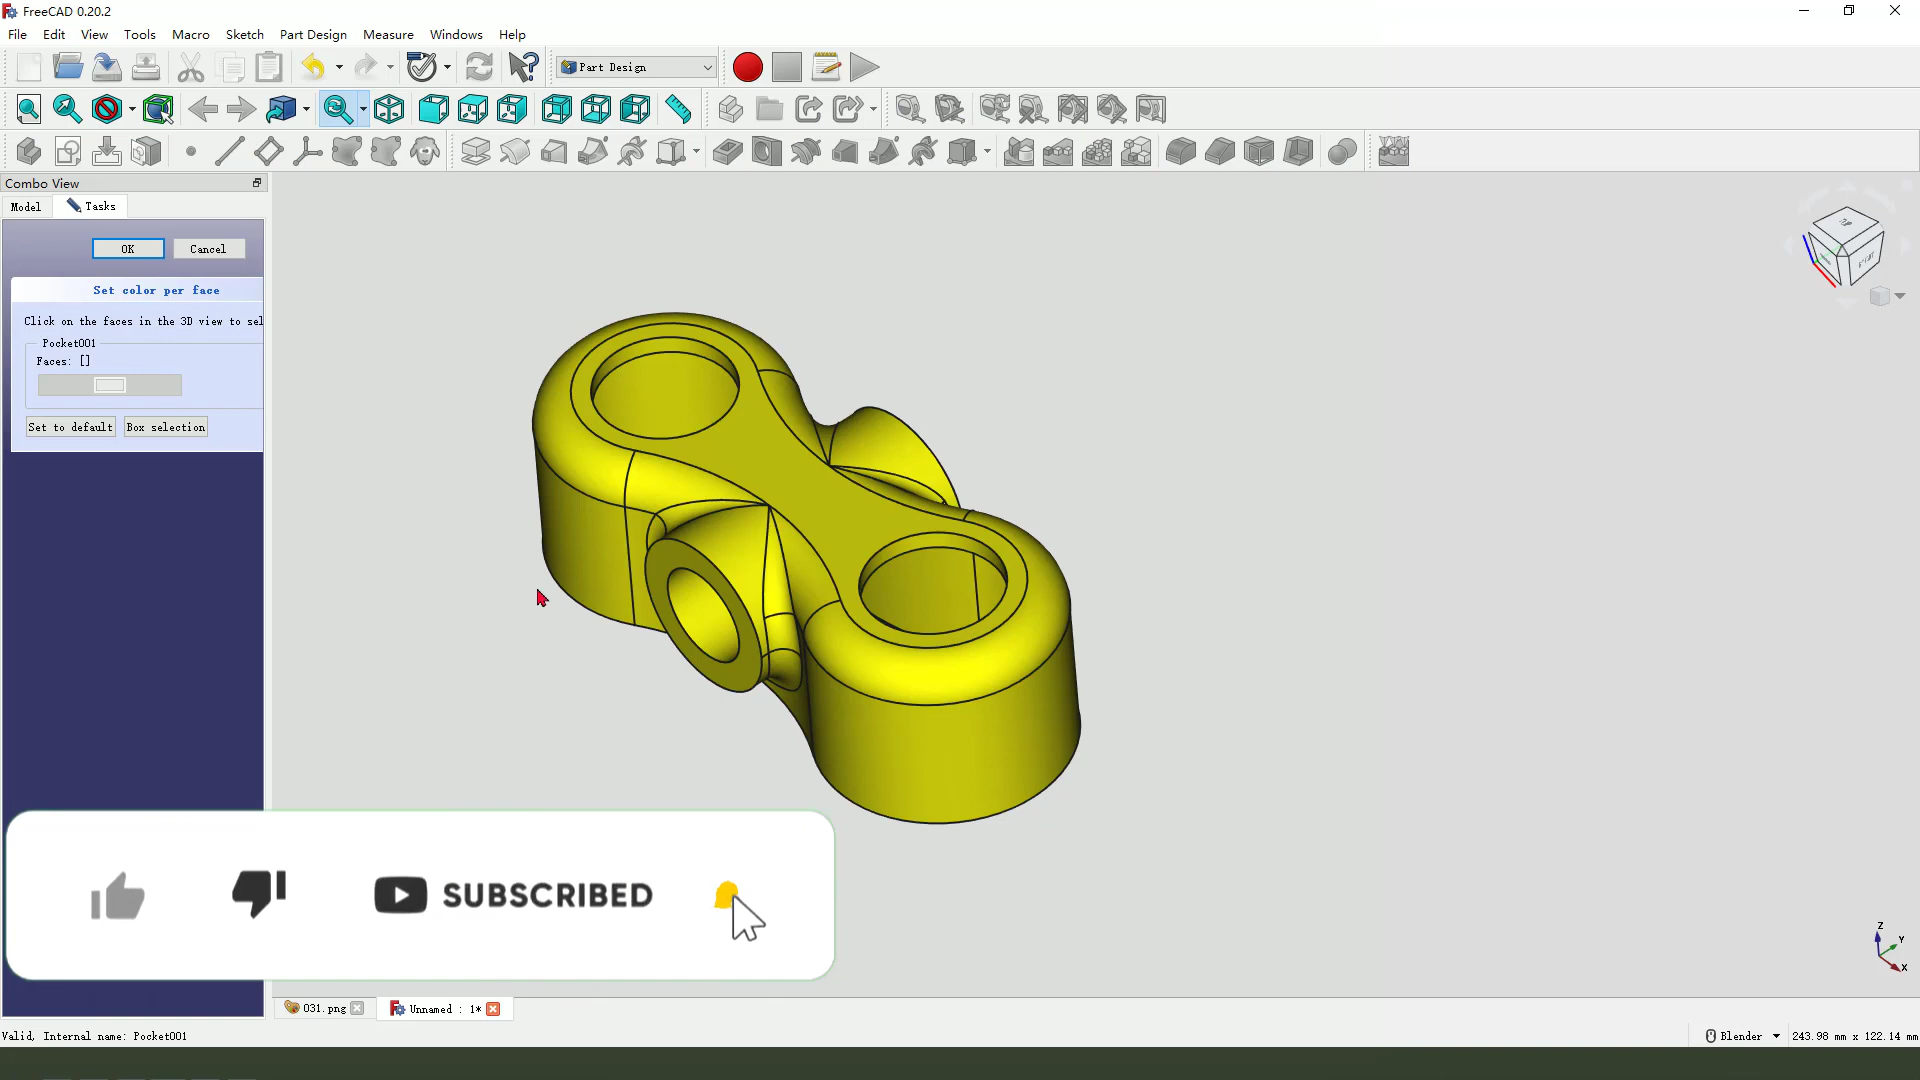 FreeCAD 0.20.2
File Edit View Tools Macro Sketch Part Design Measure Windows Help
Part Design
Combo View
Model Tasks
OK Cancel
Set color per face
Click on the faces in the 3D view to sel
Pocket001
Faces: []
Set to default Box selection
SUBSCRIBED
Z
Y
X
031.png Unnamed : 1*
Valid, Internal name: Pocket001
Blender 243.98 mm x 122.14 mm